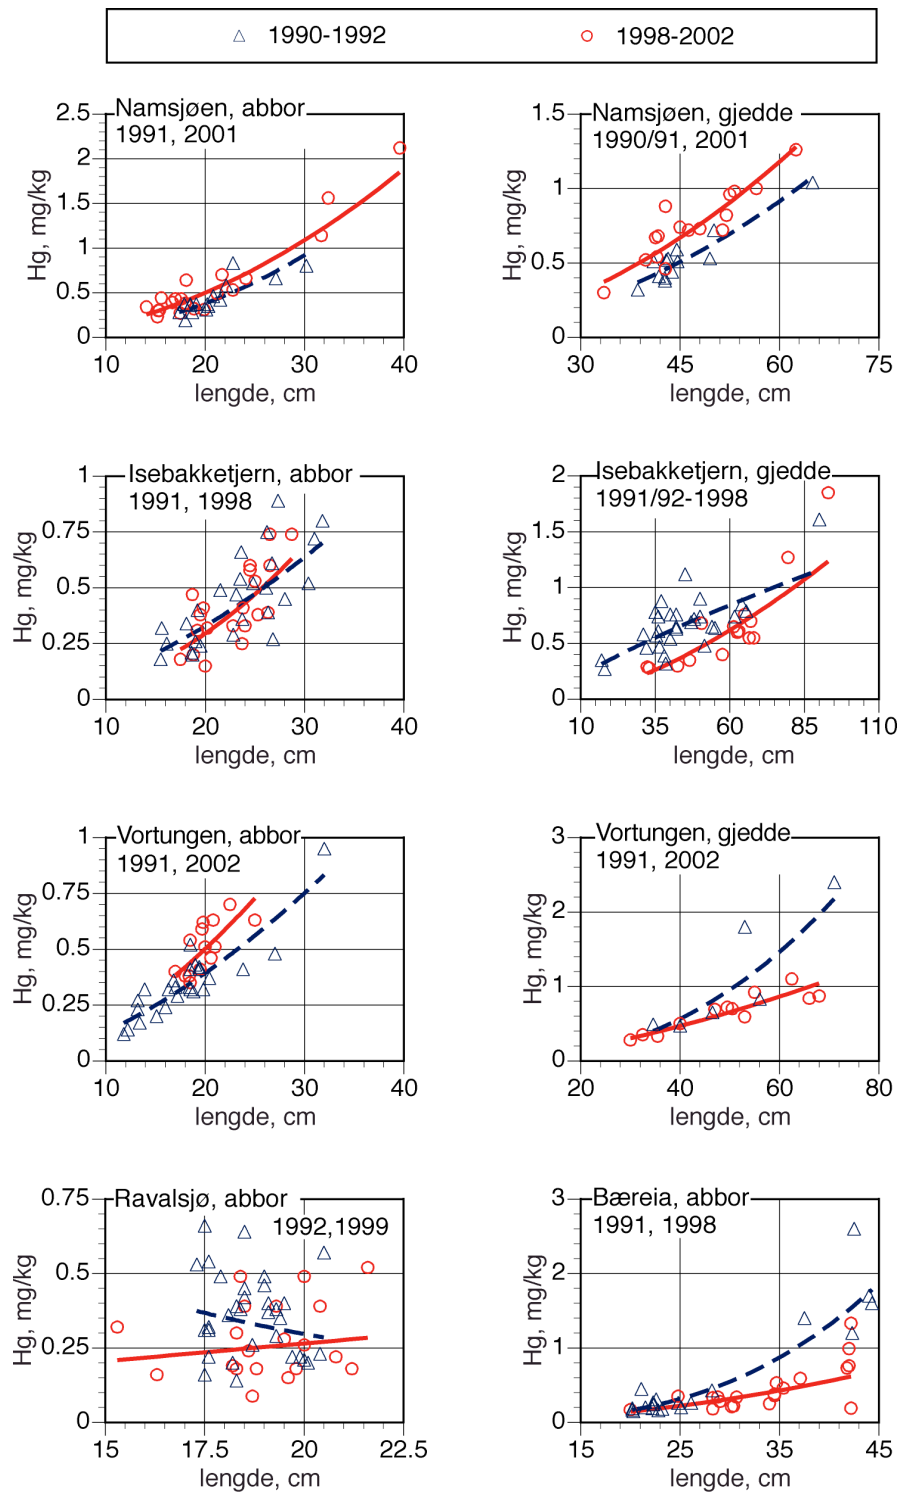 1990-1992 1998-2002
Namsjøen, abbor
1991, 2001
Hg, mg/kg
2.5
2
1.5
1
0.5
0
10 20 30 40
lengde, cm
Namsjøen, gjedde
1990/91, 2001
Hg, mg/kg
1.5
1
0.5
0
30 45 60 75
lengde, cm
Isebakketjern, abbor
1991, 1998
Hg, mg/kg
1
0.75
0.5
0.25
0
10 20 30 40
lengde, cm
Isebakketjern, gjedde
1991/92-1998
Hg, mg/kg
2
1.5
1
0.5
0
10 35 60 85 110
lengde, cm
Vortungen, abbor
1991, 2002
Hg, mg/kg
1
0.75
0.5
0.25
0
10 20 30 40
lengde, cm
Vortungen, gjedde
1991, 2002
Hg, mg/kg
3
2
1
0
20 40 60 80
lengde, cm
Ravalsjø, abbor
1992,1999
Hg, mg/kg
0.75
0.5
0.25
0
15 17.5 20 22.5
lengde, cm
Bæreia, abbor
1991, 1998
Hg, mg/kg
3
2
1
0
15 25 35 45
lengde, cm